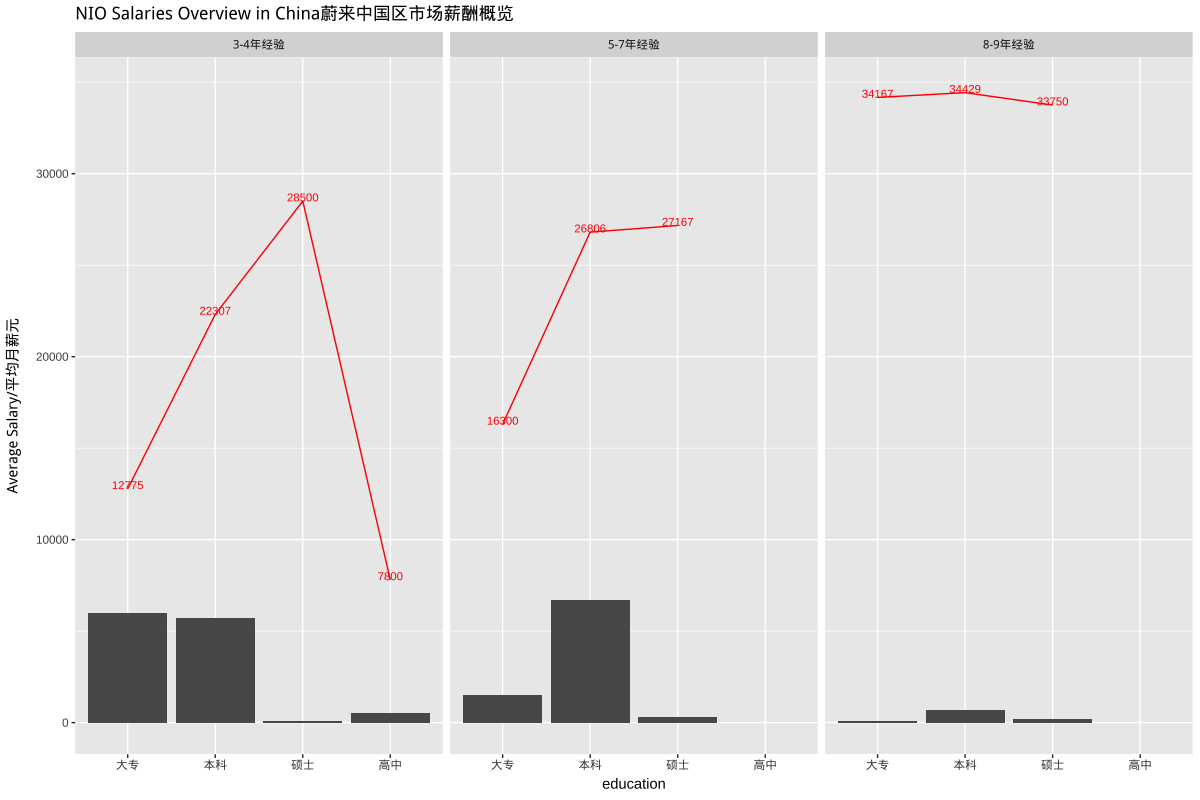 NIO Salaries Overview in China蔚来中国区市场薪酬概览
3-4年经验
5-7年经验
8-9年经验
Average Salary/平均月薪元
30000
20000
10000
0
12775
22307
28500
7800
16300
26806
27167
34167
34429
33750
大专 本科 硕士 高中
大专 本科 硕士 高中
大专 本科 硕士 高中
education